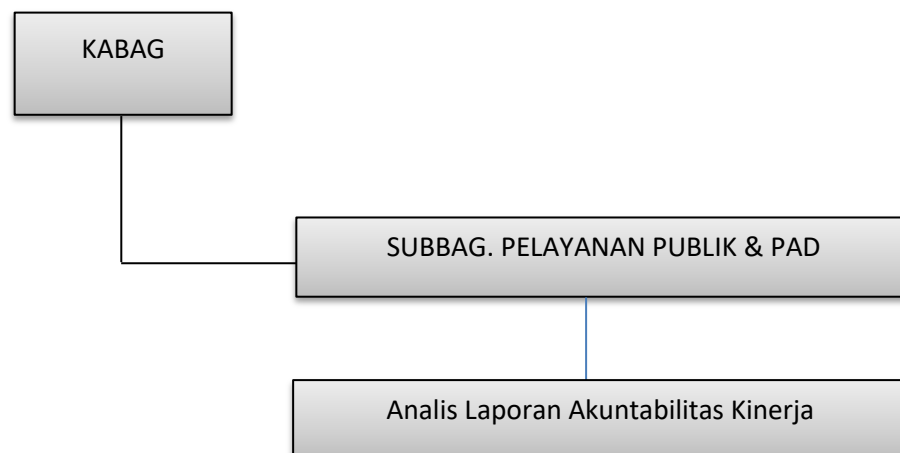 KABAG
SUBBAG. PELAYANAN PUBLIK & PAD
Analis Laporan Akuntabilitas Kinerja